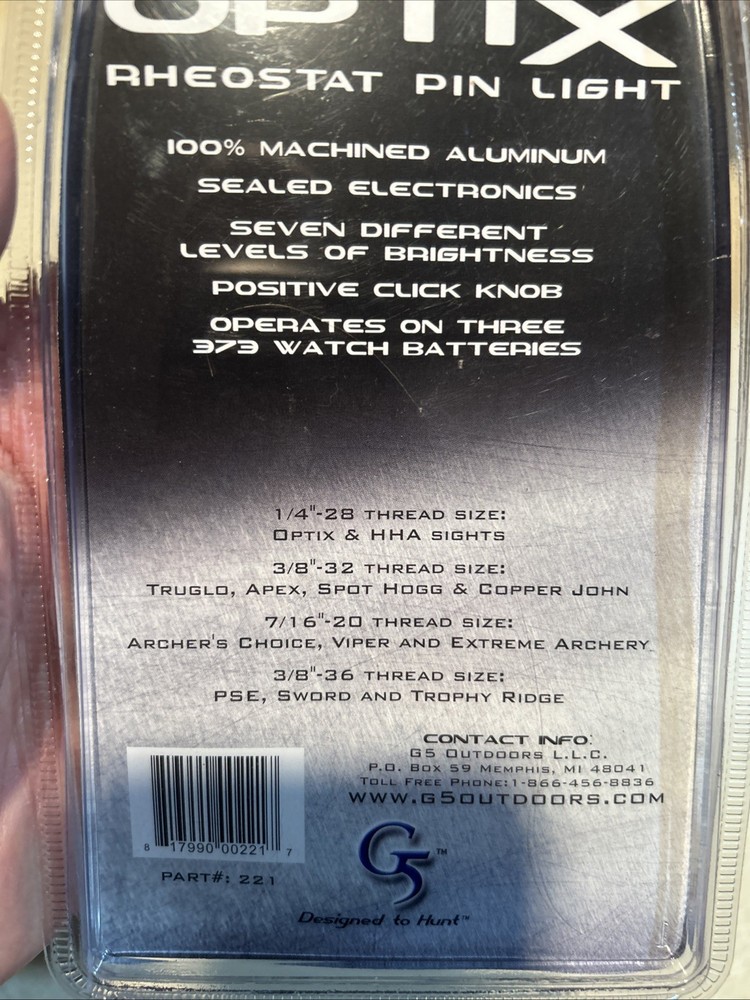 OPTIX
RHEOSTAT PIN LIGHT
100% MACHINED ALUMINUM
SEALED ELECTRONICS
SEVEN DIFFERENT
LEVELS OF BRIGHTNESS
POSITIVE CLICK KNOB
OPERATES ON THREE
373 WATCH BATTERIES
1/4"-28 THREAD SIZE:
OPTIX & HHA SIGHTS
3/8"-32 THREAD SIZE:
TRUGLO, APEX, SPOT HOGG & COPPER JOHN
7/16"-20 THREAD SIZE:
ARCHER'S CHOICE, VIPER AND EXTREME ARCHERY
3/8"-36 THREAD SIZE:
PSE, SWORD AND TROPHY RIDGE
CONTACT INFO:
G5 OUTDOORS L.L.C.
P.O. BOX 59 MEMPHIS, MI 48041
TOLL FREE PHONE:1-866-456-8836
WWW.G5OUTDOORS.COM
8 17990 00221 7
PART#: 221
G5™
Designed to Hunt™